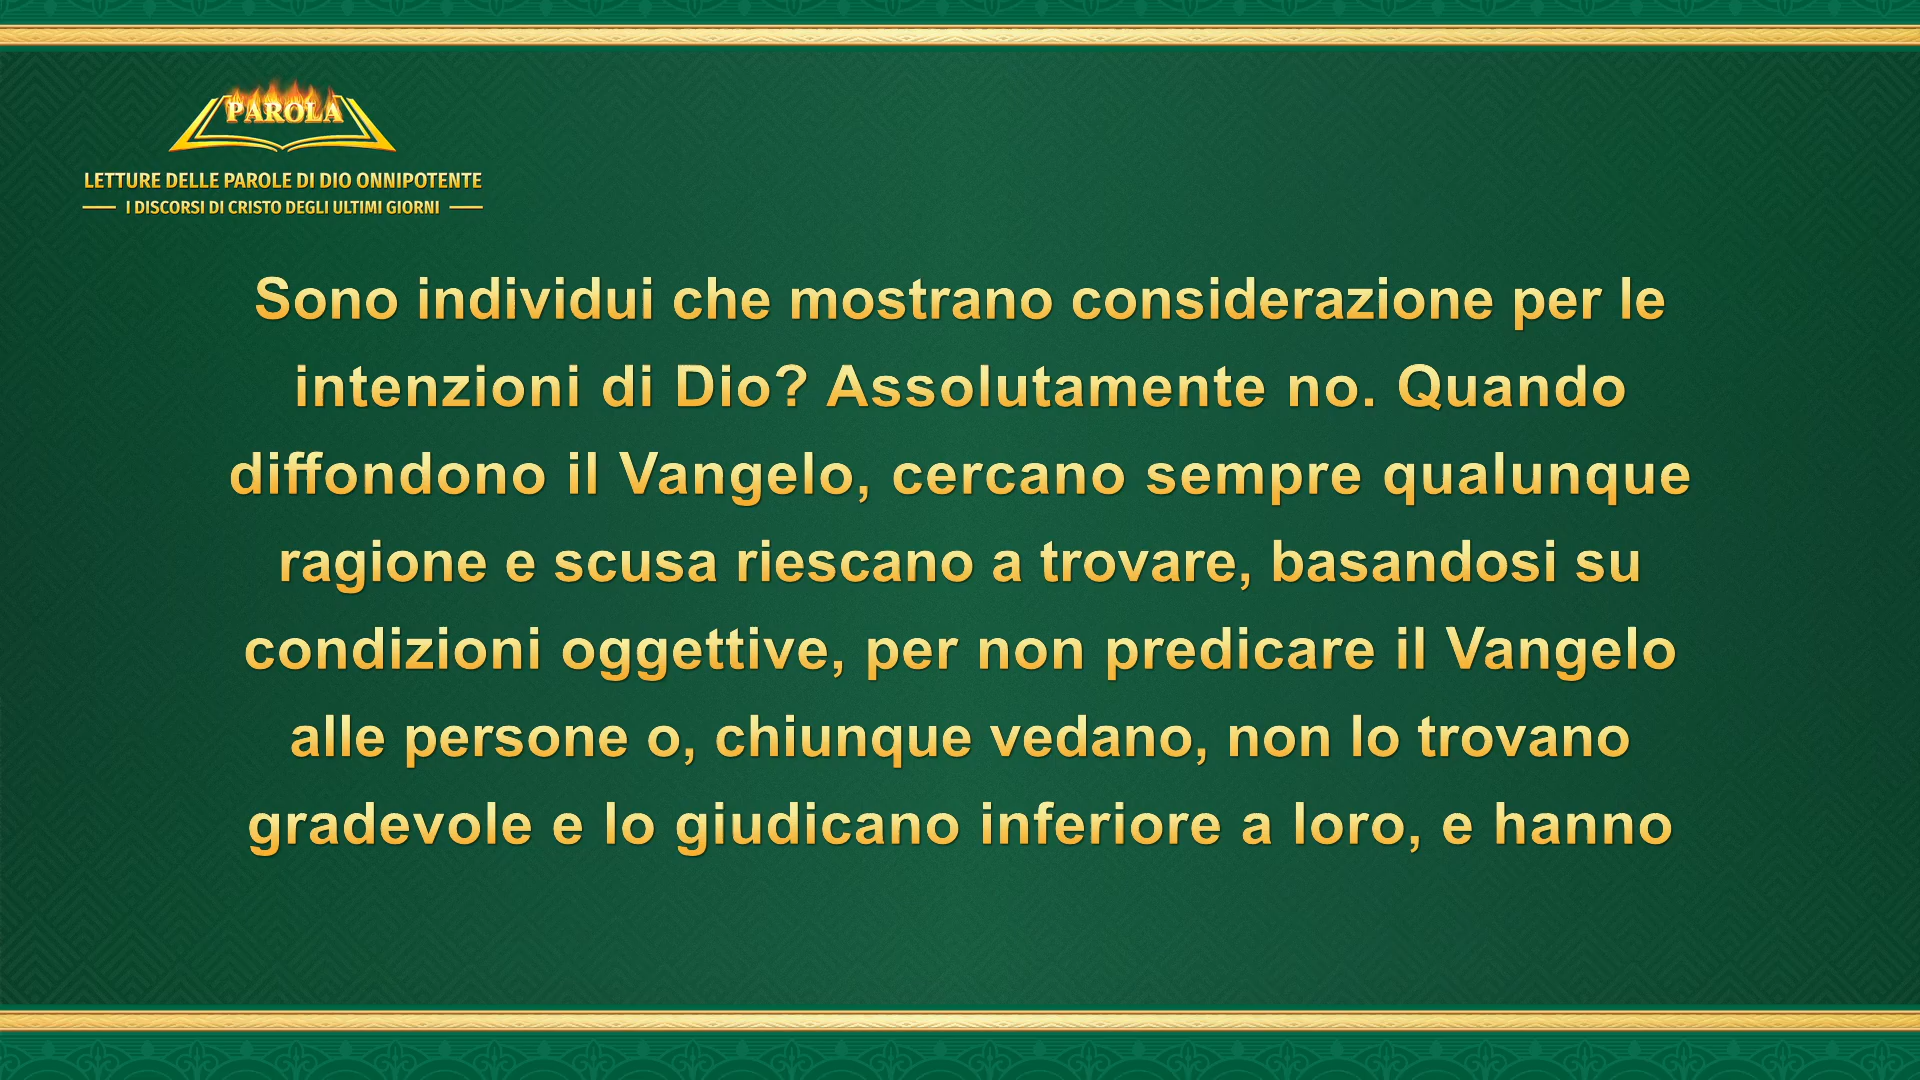 PAROLA
LETTURE DELLE PAROLE DI DIO ONNIPOTENTE
I DISCORSI DI CRISTO DEGLI ULTIMI GIORNI
Sono individui che mostrano considerazione per le
intenzioni di Dio? Assolutamente no. Quando
diffondono il Vangelo, cercano sempre qualunque
ragione e scusa riescano a trovare, basandosi su
condizioni oggettive, per non predicare il Vangelo
alle persone o, chiunque vedano, non lo trovano
gradevole e lo giudicano inferiore a loro, e hanno